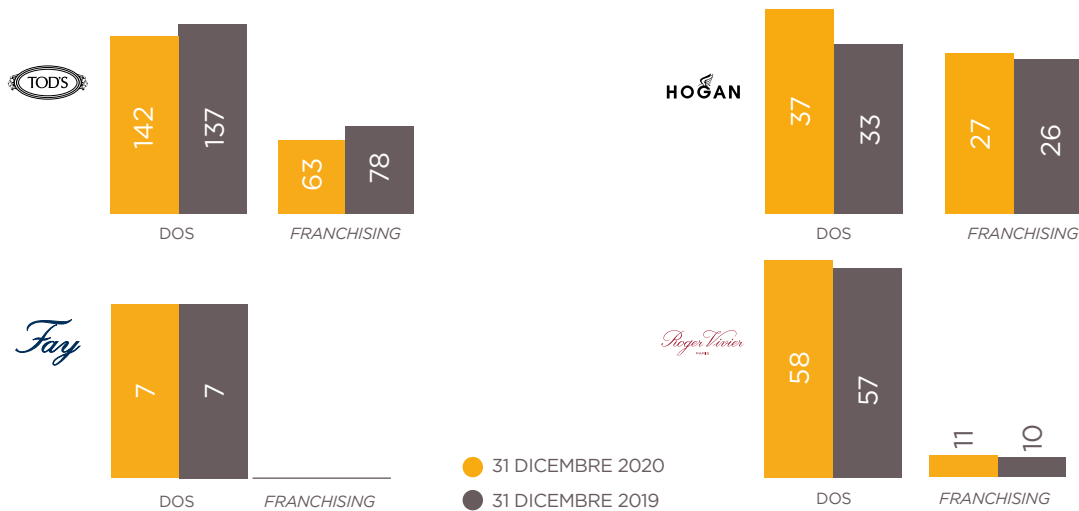 TOD'S
142
137
63
78
DOS
FRANCHISING
HOGAN
37
33
27
26
DOS
FRANCHISING
Fay
7
7
DOS
FRANCHISING
Roger Vivier
PARIS
58
57
11
10
DOS
FRANCHISING
31 DICEMBRE 2020
31 DICEMBRE 2019